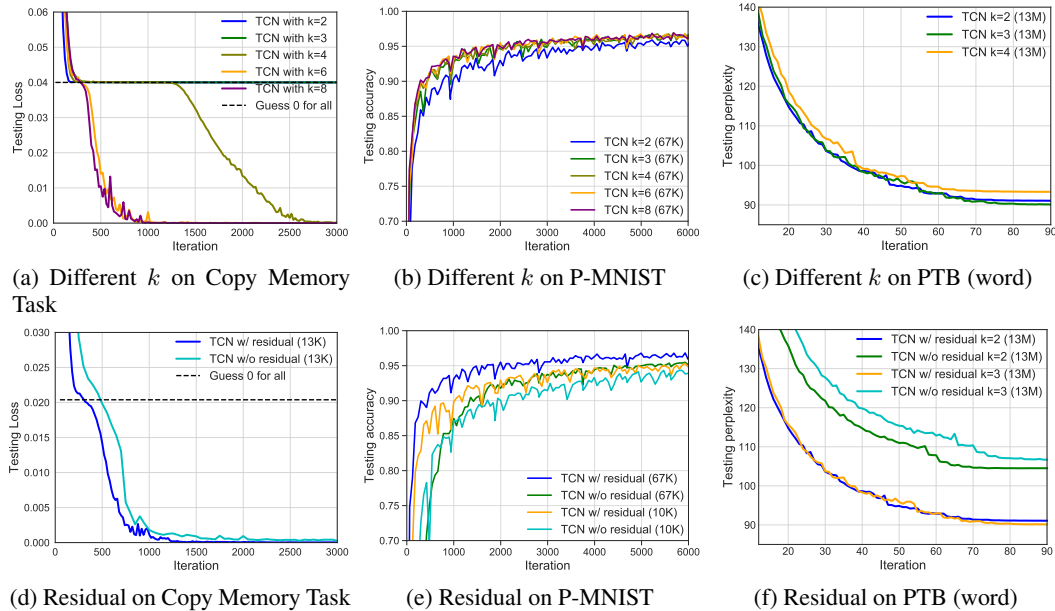 0.06
0.05
0.04
0.03
0.02
0.01
0.00
Testing Loss
0 500 1000 1500 2000 2500 3000
Iteration
TCN with k=2
TCN with k=3
TCN with k=4
TCN with k=6
TCN with k=8
Guess 0 for all
(a) Different k on Copy Memory
Task
1.00
0.95
0.90
0.85
0.80
0.75
0.70
Testing accuracy
0 1000 2000 3000 4000 5000 6000
Iteration
TCN k=2 (67K)
TCN k=3 (67K)
TCN k=4 (67K)
TCN k=6 (67K)
TCN k=8 (67K)
(b) Different k on P-MNIST
140
130
120
110
100
90
Testing perplexity
20 30 40 50 60 70 80 90
Iteration
TCN k=2 (13M)
TCN k=3 (13M)
TCN k=4 (13M)
(c) Different k on PTB (word)
0.030
0.025
0.020
0.015
0.010
0.005
0.000
Testing Loss
0 500 1000 1500 2000 2500 3000
Iteration
TCN w/ residual (13K)
TCN w/o residual (13K)
Guess 0 for all
(d) Residual on Copy Memory Task
1.00
0.95
0.90
0.85
0.80
0.75
0.70
Testing accuracy
0 1000 2000 3000 4000 5000 6000
Iteration
TCN w/ residual (67K)
TCN w/o residual (67K)
TCN w/ residual (10K)
TCN w/o residual (10K)
(e) Residual on P-MNIST
140
130
120
110
100
90
Testing perplexity
20 30 40 50 60 70 80 90
Iteration
TCN w/ residual k=2 (13M)
TCN w/o residual k=2 (13M)
TCN w/ residual k=3 (13M)
TCN w/o residual k=3 (13M)
(f) Residual on PTB (word)